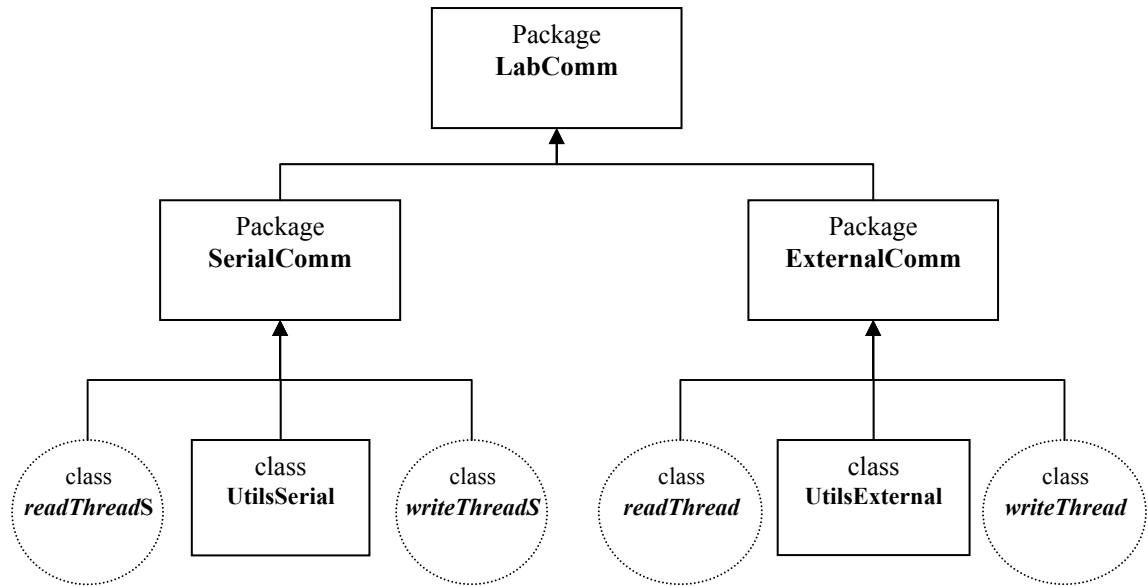 Package
LabComm
Package
SerialComm
Package
ExternalComm
class
readThreadS
class
UtilsSerial
class
writeThreadS
class
readThread
class
UtilsExternal
class
writeThread